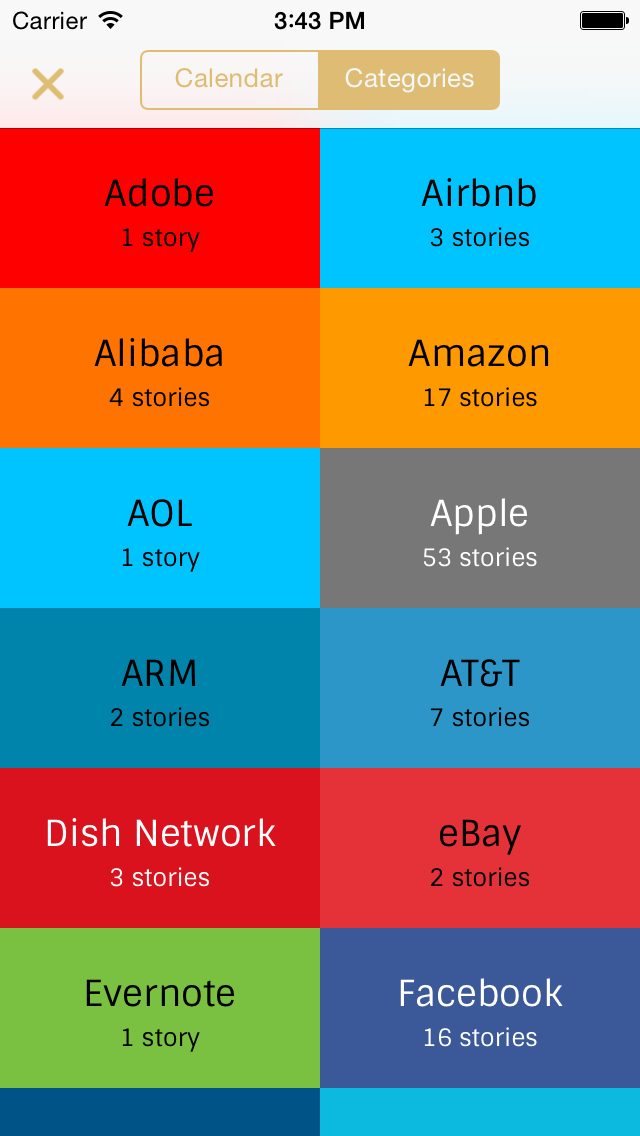 Carrier 3:43 PM
Calendar Categories
Adobe Airbnb
1 story 3 stories
Alibaba Amazon
4 stories 17 stories
AOL Apple
1 story 53 stories
ARM AT&T
2 stories 7 stories
Dish Network eBay
3 stories 2 stories
Evernote Facebook
1 story 16 stories